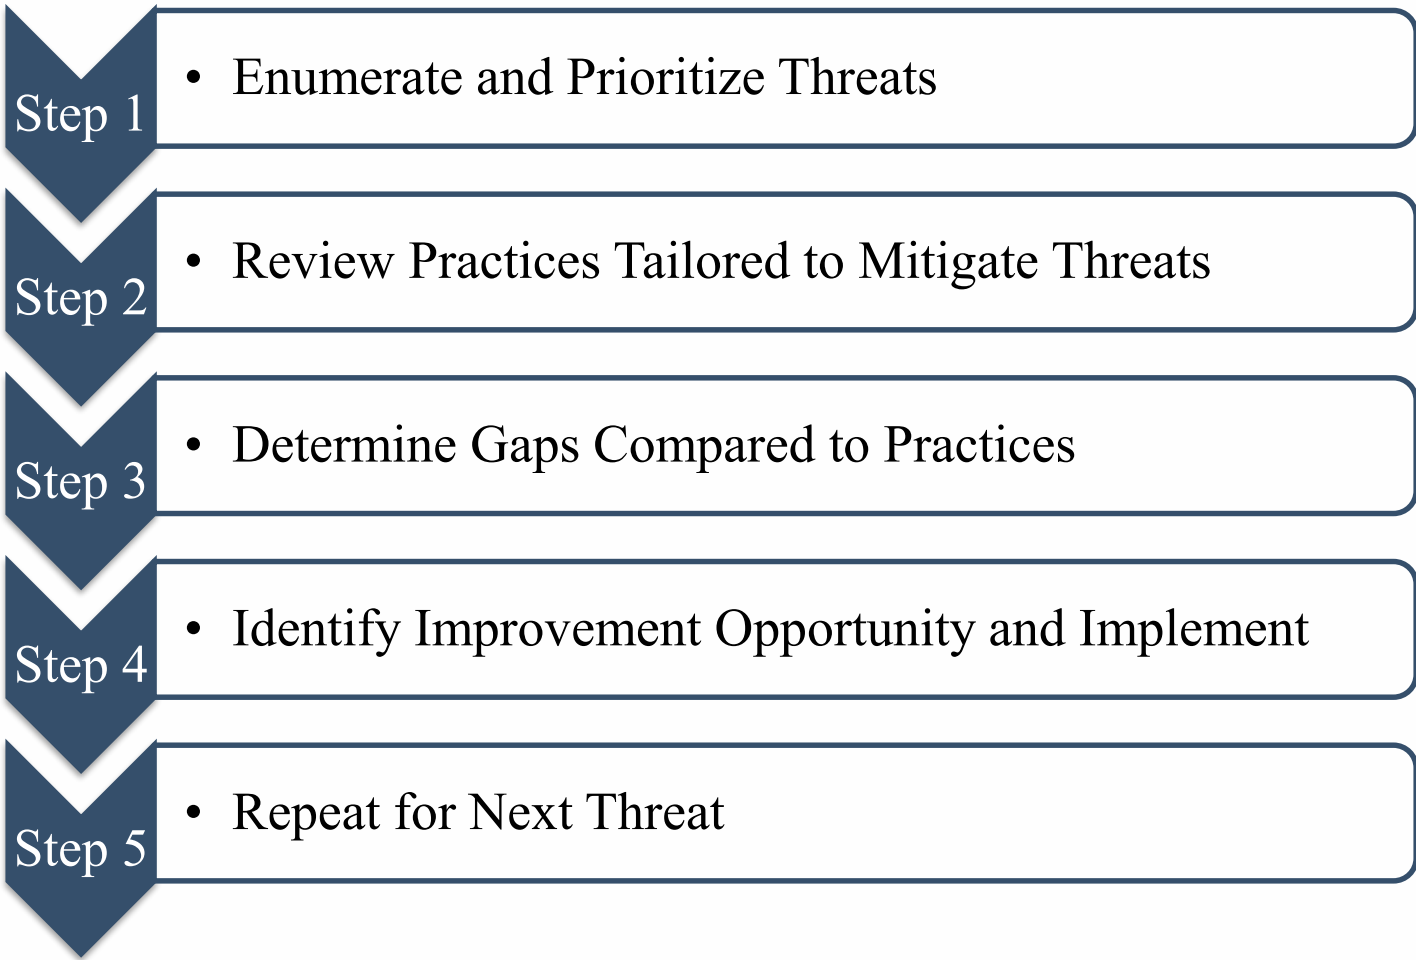 Step 1
• Enumerate and Prioritize Threats
Step 2
• Review Practices Tailored to Mitigate Threats
Step 3
• Determine Gaps Compared to Practices
Step 4
• Identify Improvement Opportunity and Implement
Step 5
• Repeat for Next Threat